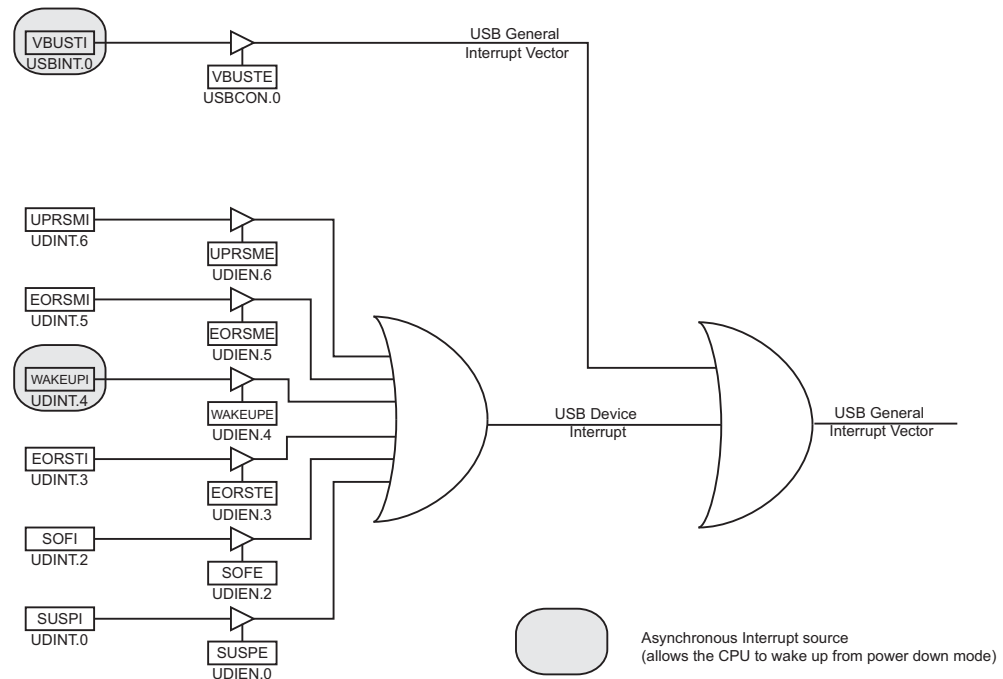 VBUSTI
USBINT.0
VBUSTE
USBCON.0
USB General
Interrupt Vector
UPRSMI
UDINT.6
UPRSME
UDIEN.6
EORSMI
UDINT.5
EORSME
UDIEN.5
WAKEUPI
UDINT.4
WAKEUPE
UDIEN.4
EORSTI
UDINT.3
EORSTE
UDIEN.3
SOFI
UDINT.2
SOFE
UDIEN.2
SUSPI
UDINT.0
SUSPE
UDIEN.0
USB Device
Interrupt
USB General
Interrupt Vector
Asynchronous Interrupt source
(allows the CPU to wake up from power down mode)